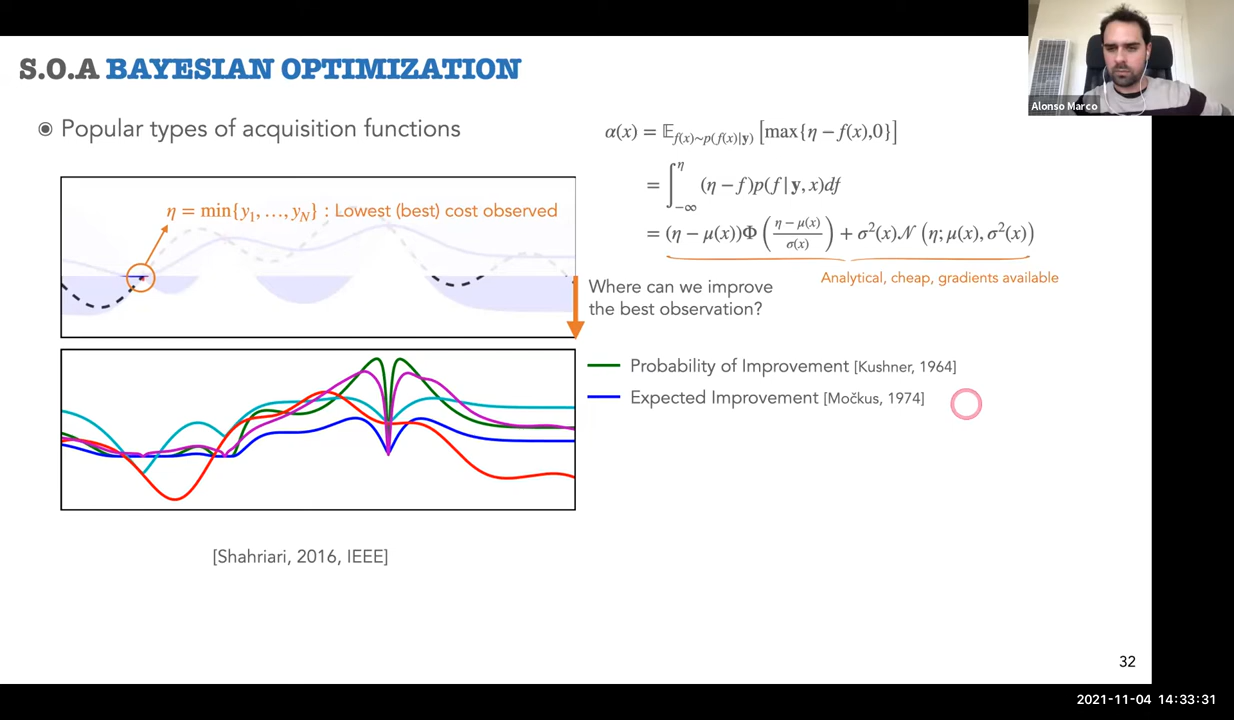 S.O.A BAYESIAN OPTIMIZATION
Alonso Marco
◉ Popular types of acquisition functions
α(x) = 𝔼_{f(x)∼p(f(x)|𝐲)} [max{η − f(x),0}]
= ∫_{−∞}^{η} (η − f)p(f | 𝐲, x)df
= (η − μ(x))Φ ( (η − μ(x)) / σ(x) ) + σ²(x)𝒩 (η; μ(x), σ²(x))
Analytical, cheap, gradients available
η = min{y₁, …, y_N} : Lowest (best) cost observed
Where can we improve
the best observation?
Probability of Improvement [Kushner, 1964]
Expected Improvement [Močkus, 1974]
[Shahriari, 2016, IEEE]
32
2021-11-04 14:33:31